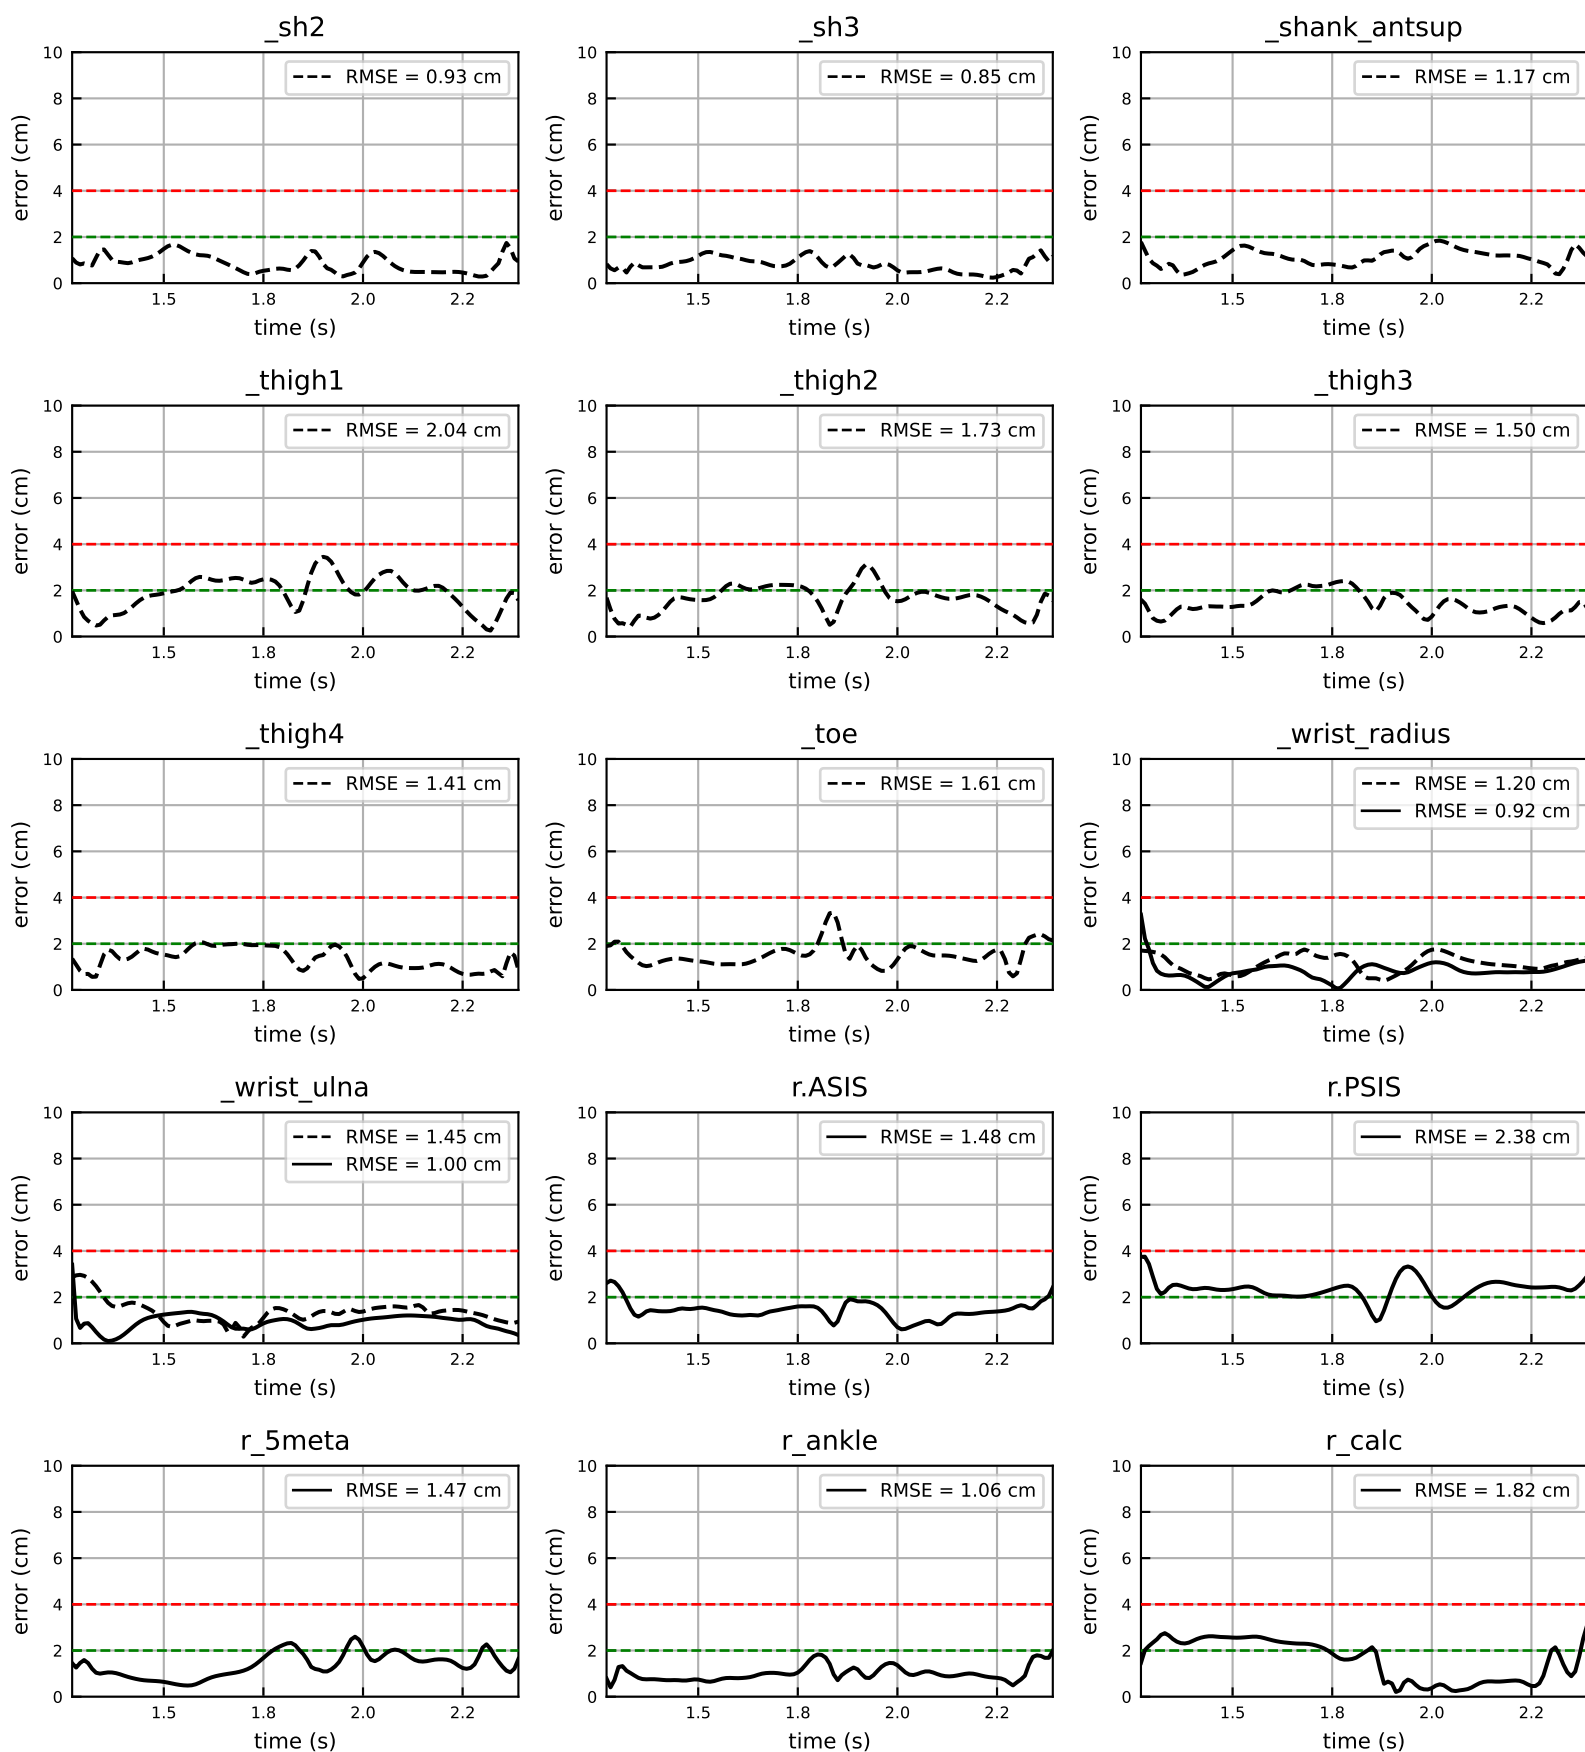 _sh2
_sh3
_shank_antsup
RMSE = 0.93 cm
RMSE = 0.85 cm
RMSE = 1.17 cm
error (cm)
error (cm)
error (cm)
10
8
6
4
2
0
10
8
6
4
2
0
10
8
6
4
2
0
1.5 1.8 2.0 2.2
1.5 1.8 2.0 2.2
1.5 1.8 2.0 2.2
time (s)
time (s)
time (s)
_thigh1
_thigh2
_thigh3
RMSE = 2.04 cm
RMSE = 1.73 cm
RMSE = 1.50 cm
error (cm)
error (cm)
error (cm)
10
8
6
4
2
0
10
8
6
4
2
0
10
8
6
4
2
0
1.5 1.8 2.0 2.2
1.5 1.8 2.0 2.2
1.5 1.8 2.0 2.2
time (s)
time (s)
time (s)
_thigh4
_toe
_wrist_radius
RMSE = 1.41 cm
RMSE = 1.61 cm
RMSE = 1.20 cm
RMSE = 0.92 cm
error (cm)
error (cm)
error (cm)
10
8
6
4
2
0
10
8
6
4
2
0
10
8
6
4
2
0
1.5 1.8 2.0 2.2
1.5 1.8 2.0 2.2
1.5 1.8 2.0 2.2
time (s)
time (s)
time (s)
_wrist_ulna
r.ASIS
r.PSIS
RMSE = 1.45 cm
RMSE = 1.00 cm
RMSE = 1.48 cm
RMSE = 2.38 cm
error (cm)
error (cm)
error (cm)
10
8
6
4
2
0
10
8
6
4
2
0
10
8
6
4
2
0
1.5 1.8 2.0 2.2
1.5 1.8 2.0 2.2
1.5 1.8 2.0 2.2
time (s)
time (s)
time (s)
r_5meta
r_ankle
r_calc
RMSE = 1.47 cm
RMSE = 1.06 cm
RMSE = 1.82 cm
error (cm)
error (cm)
error (cm)
10
8
6
4
2
0
10
8
6
4
2
0
10
8
6
4
2
0
1.5 1.8 2.0 2.2
1.5 1.8 2.0 2.2
1.5 1.8 2.0 2.2
time (s)
time (s)
time (s)